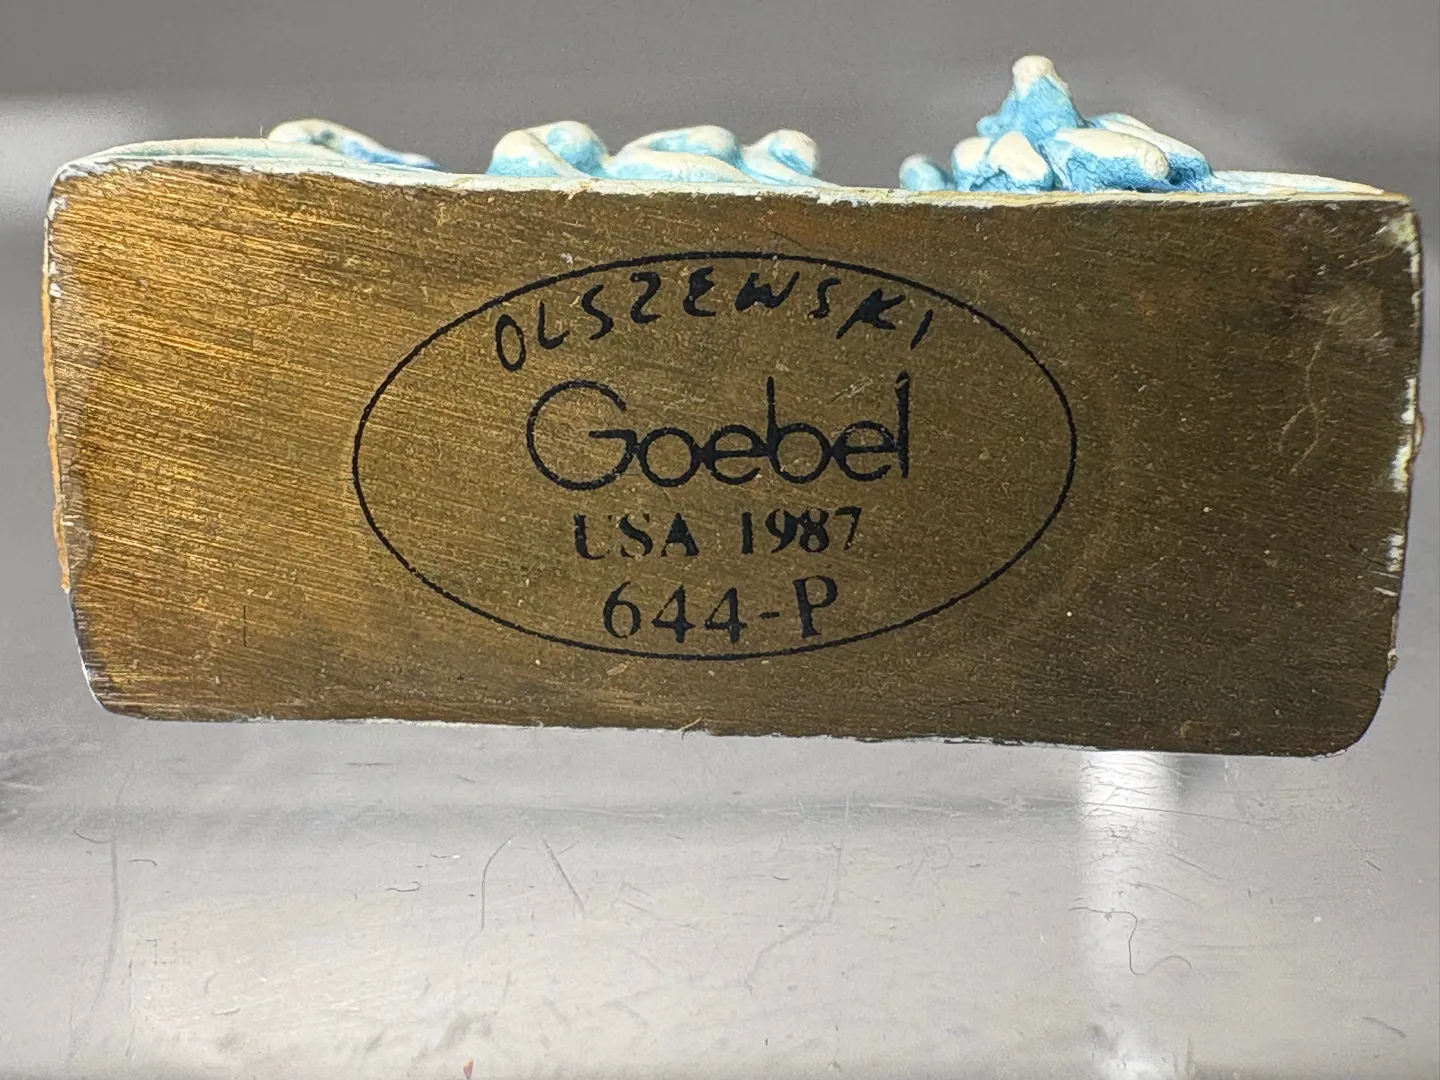 OLSZEWSKI
Goebel
USA 1987
644-P